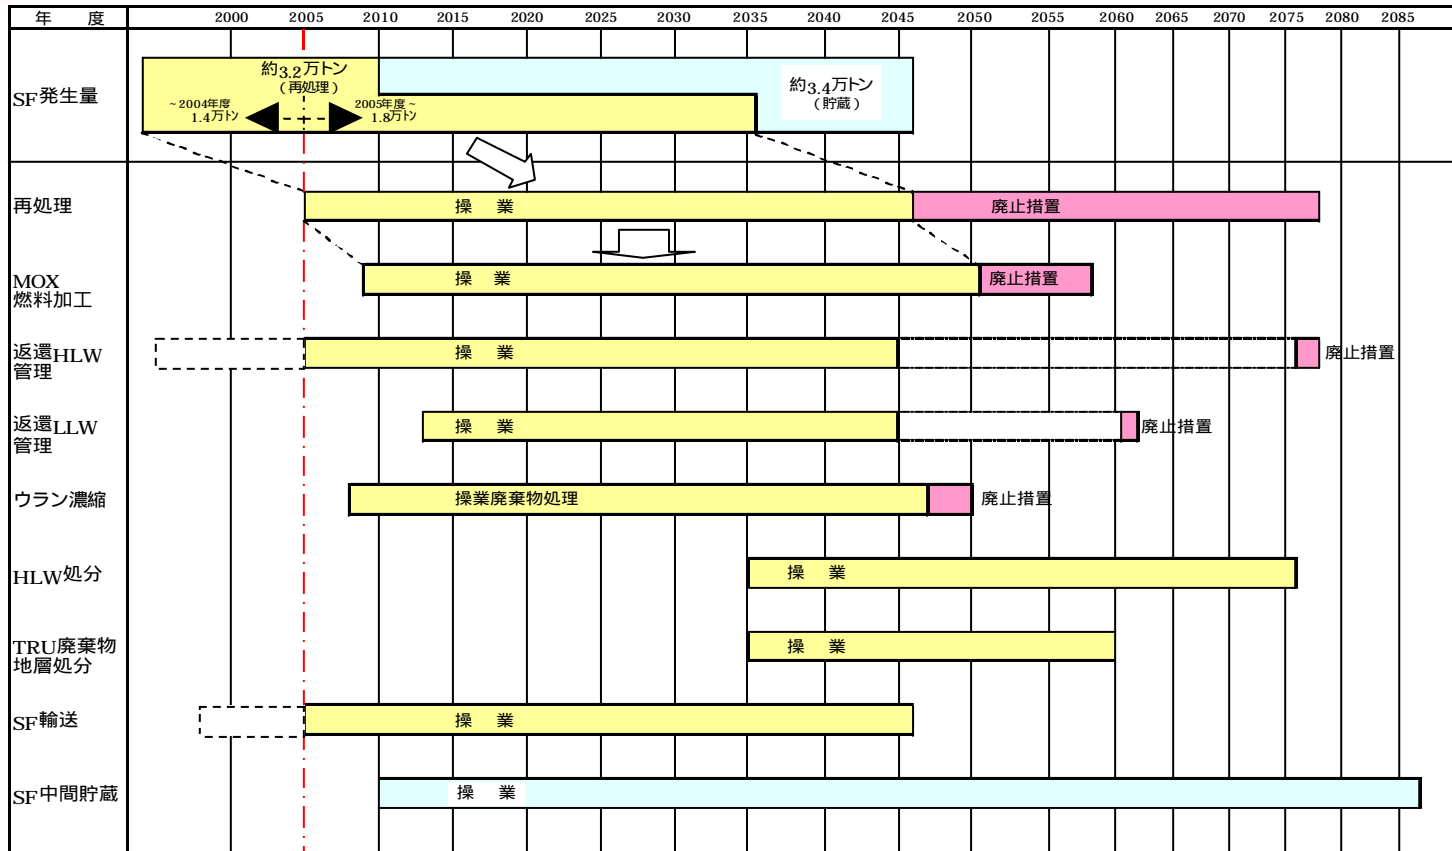 年 度 2000 2005 2010 2015 2020 2025 2030 2035 2040 2045 2050 2055 2060 2065 2070 2075 2080 2085
SF発生量
約3.2万トン
(再処理)
~2004年度
1.4万トン
2005年度~
1.8万トン
約3.4万トン
(貯蔵)
再処理
操 業
廃止措置
MOX
燃料加工
操 業
廃止措置
返還HLW
管理
操 業
廃止措置
返還LLW
管理
操 業
廃止措置
ウラン濃縮
操業廃棄物処理
廃止措置
HLW処分
操 業
TRU廃棄物
地層処分
操 業
SF輸送
操 業
SF中間貯蔵
操 業